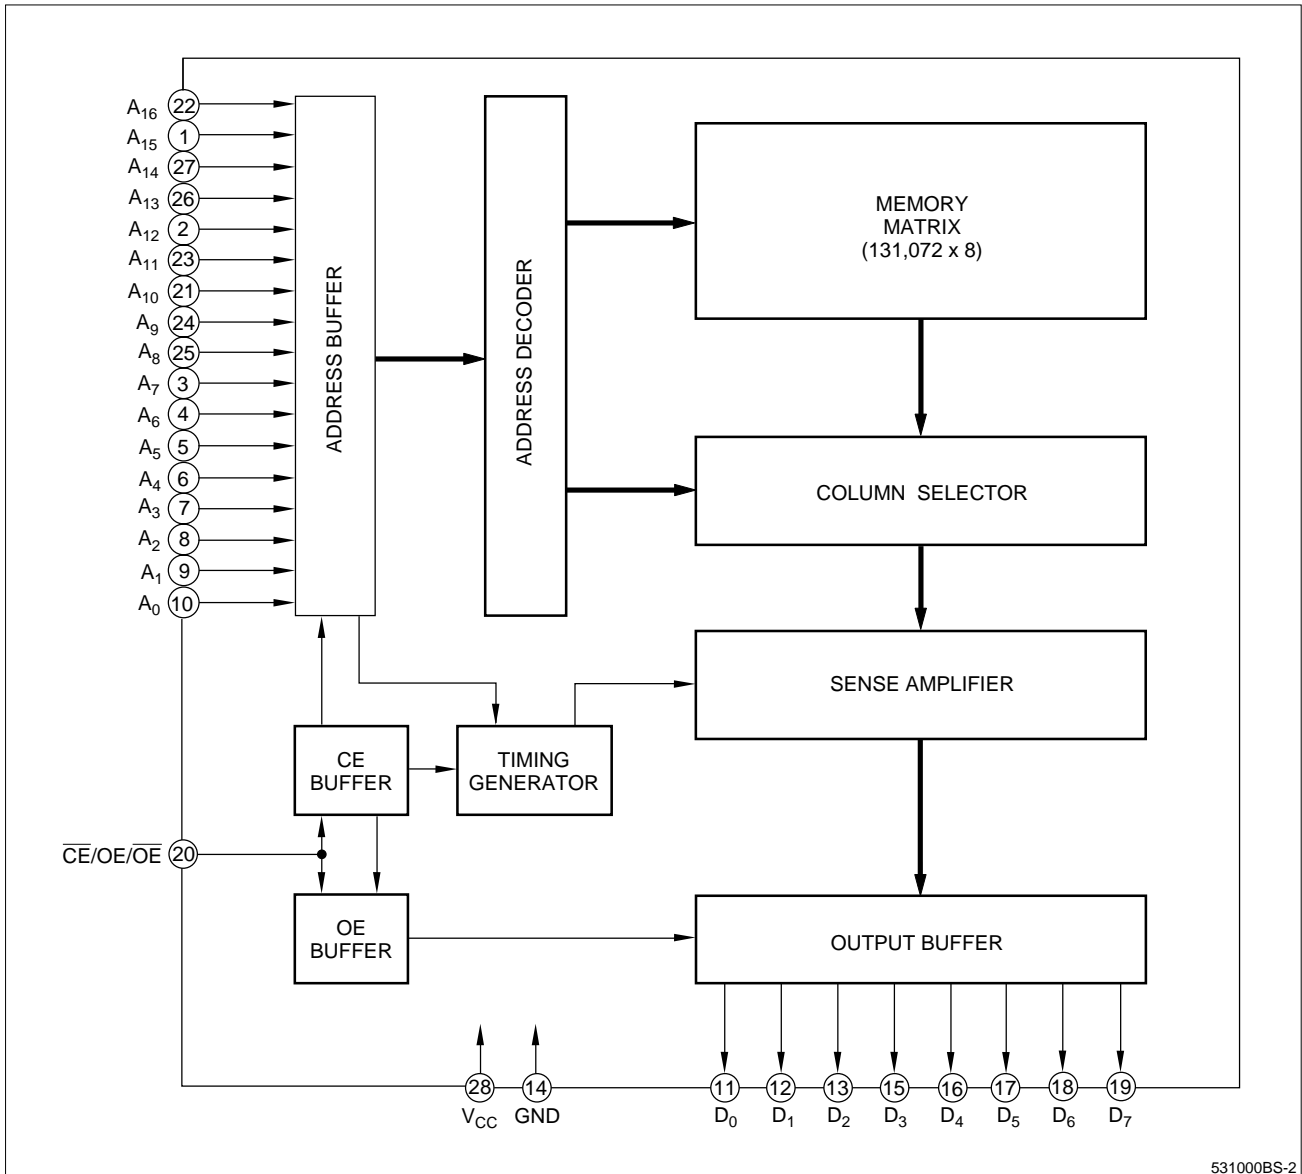 A16 22
A15 1
A14 27
A13 26
A12 2
A11 23
A10 21
A9 24
A8 25
A7 3
A6 4
A5 5
A4 6
A3 7
A2 8
A1 9
A0 10
ADDRESS BUFFER
ADDRESS DECODER
MEMORY
MATRIX
(131,072 x 8)
COLUMN SELECTOR
SENSE AMPLIFIER
CE
BUFFER
TIMING
GENERATOR
C̅E̅/OE/O̅E̅ 20
OE
BUFFER
OUTPUT BUFFER
28 14 11 12 13 15 16 17 18 19
VCC GND D0 D1 D2 D3 D4 D5 D6 D7
531000BS-2